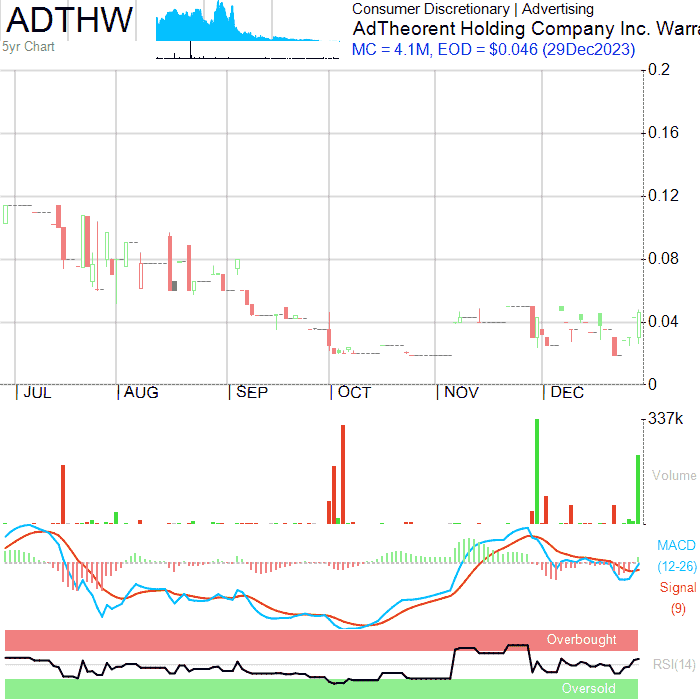 ADTHW
5yr Chart
Consumer Discretionary | Advertising
AdTheorent Holding Company Inc. Warra
MC = 4.1M, EOD = $0.046 (29Dec2023)
0.2
0.16
0.12
0.08
0.04
0
JUL AUG SEP OCT NOV DEC
337k
Volume
MACD
(12-26)
Signal
(9)
Overbought
RSI(14)
Oversold